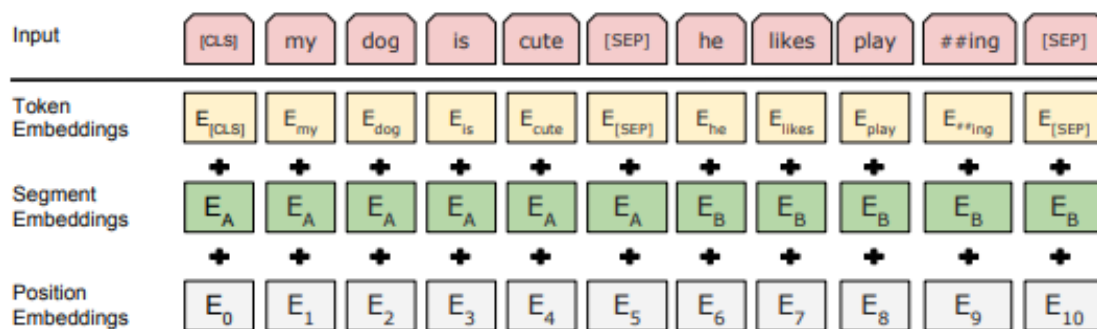 Input [CLS] my dog is cute [SEP] he likes play ##ing [SEP]
Token
Embeddings E[CLS] Emy Edog Eis Ecute E[SEP] Ehe Elikes Eplay E##ing E[SEP]
+ + + + + + + + + + +
Segment
Embeddings EA EA EA EA EA EA EB EB EB EB EB
+ + + + + + + + + + +
Position
Embeddings E0 E1 E2 E3 E4 E5 E6 E7 E8 E9 E10